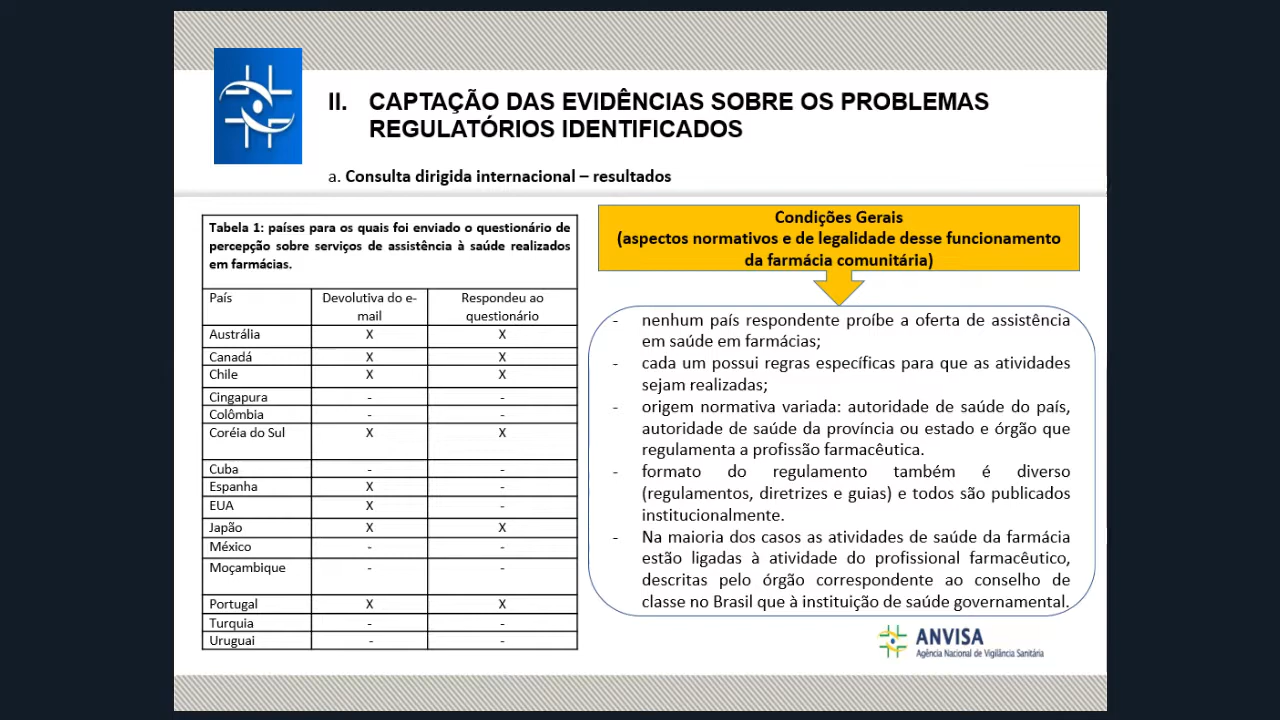 II. CAPTAÇÃO DAS EVIDÊNCIAS SOBRE OS PROBLEMAS
REGULATÓRIOS IDENTIFICADOS
a. Consulta dirigida internacional – resultados
Tabela 1: países para os quais foi enviado o questionário de
percepção sobre serviços de assistência à saúde realizados
em farmácias.
País Devolutiva do e-mail Respondeu ao questionário
Austrália X X
Canadá X X
Chile X X
Cingapura - -
Colômbia - -
Coréia do Sul X X
Cuba - -
Espanha X -
EUA X -
Japão X X
México - -
Moçambique - -
Portugal X X
Turquia - -
Uruguai - -
Condições Gerais
(aspectos normativos e de legalidade desse funcionamento
da farmácia comunitária)
- nenhum país respondente proíbe a oferta de assistência
em saúde em farmácias;
- cada um possui regras específicas para que as atividades
sejam realizadas;
- origem normativa variada: autoridade de saúde do país,
autoridade de saúde da província ou estado e órgão que
regulamenta a profissão farmacêutica.
- formato do regulamento também é diverso
(regulamentos, diretrizes e guias) e todos são publicados
institucionalmente.
- Na maioria dos casos as atividades de saúde da farmácia
estão ligadas à atividade do profissional farmacêutico,
descritas pelo órgão correspondente ao conselho de
classe no Brasil que à instituição de saúde governamental.
ANVISA
Agência Nacional de Vigilância Sanitária